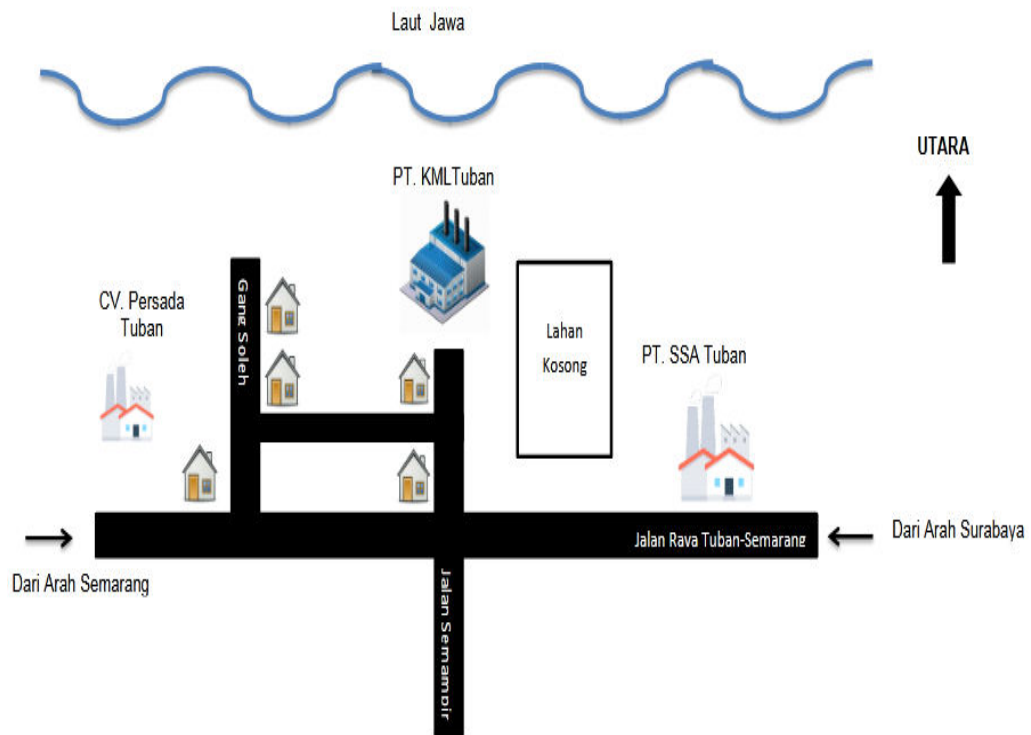 Laut Jawa
UTARA
PT. KMLTuban
CV. Persada
Tuban
Gang Soleh
Lahan
Kosong
PT. SSA Tuban
Jalan Raya Tuban-Semarang
Dari Arah Surabaya
Dari Arah Semarang
Jalan Semampir